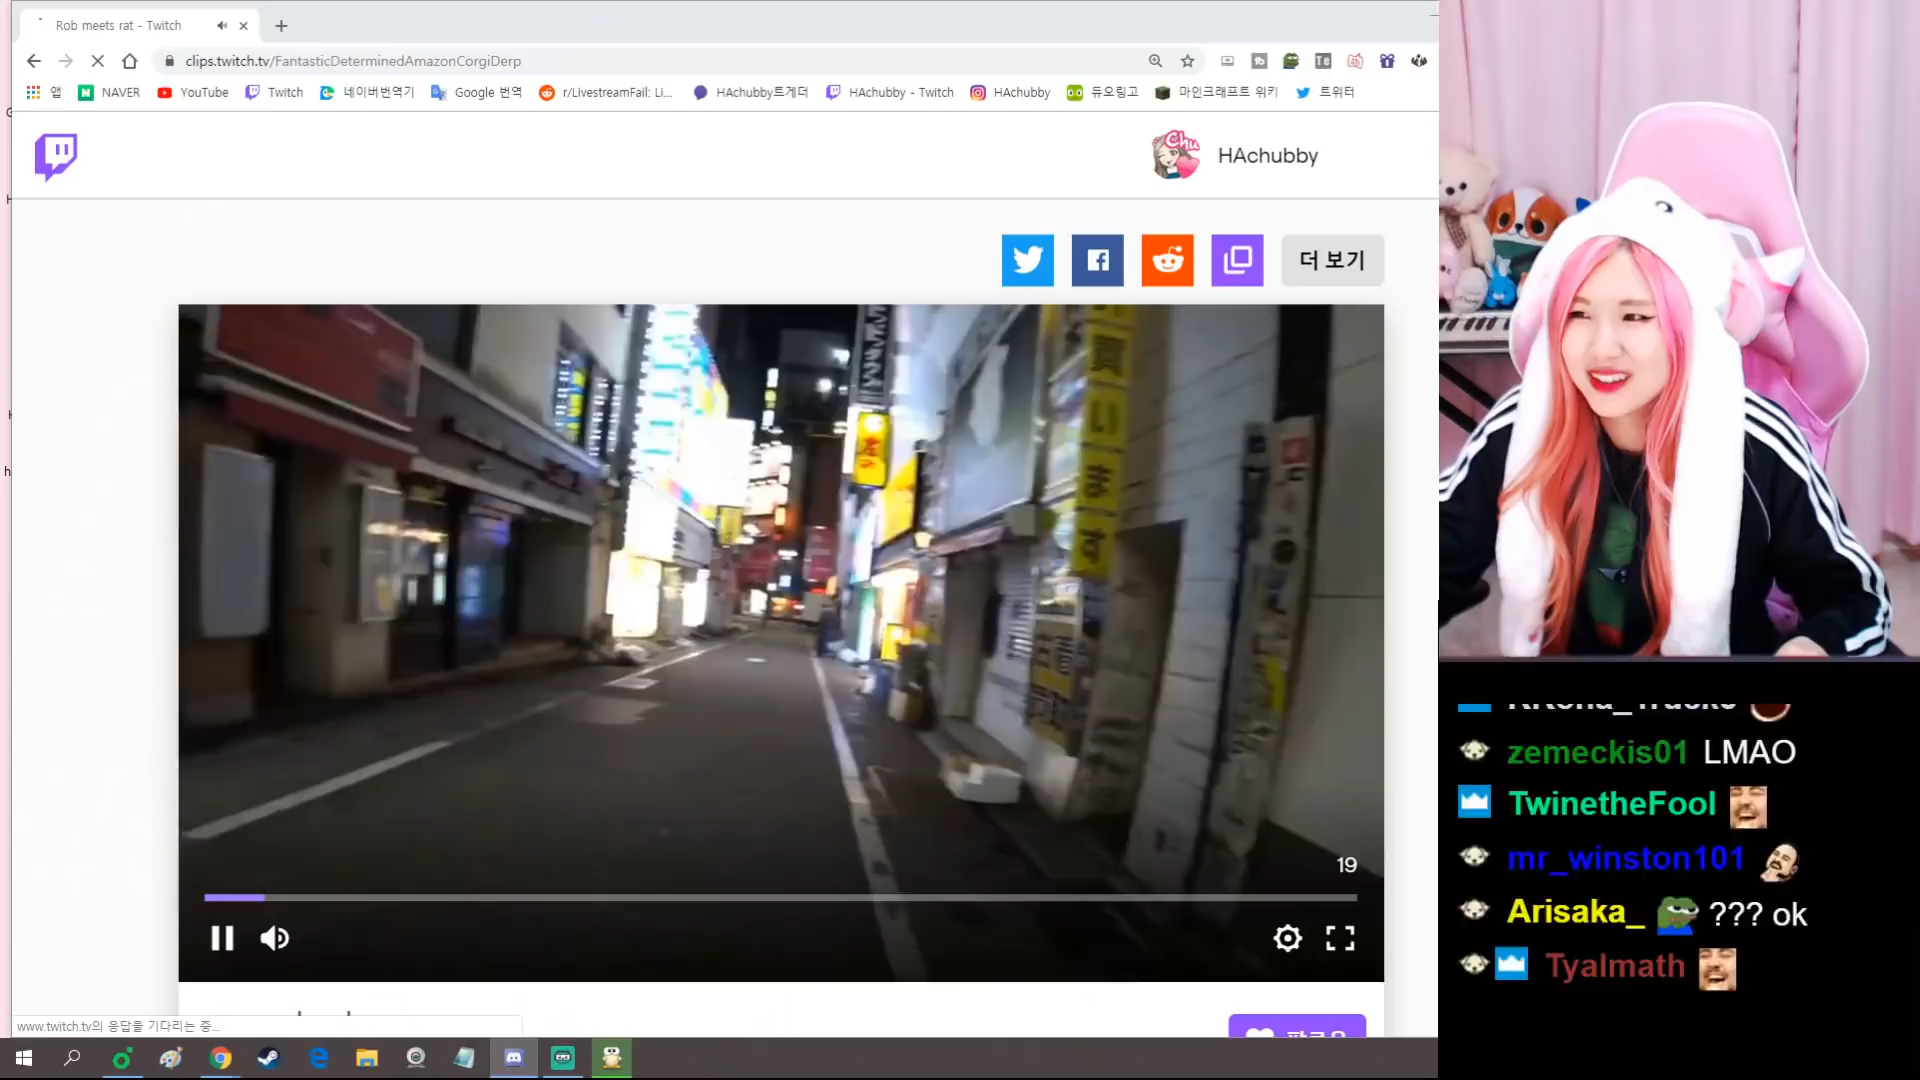 Rob meets rat - Twitch
clips.twitch.tv/FantasticDeterminedAmazonCorgiDerp
앱 NAVER YouTube Twitch 네이버번역기 Google 번역 r/LivestreamFail: Li... HAchubby트게더 HAchubby - Twitch HAchubby 듀오링고 마인크래프트 위키 트위터
Chu
HAchubby
더 보기
買い
19
www.twitch.tv의 응답을 기다리는 중...
zemeckis01 LMAO
TwinetheFool
mr_winston101
Arisaka_ ??? ok
Tyalmath